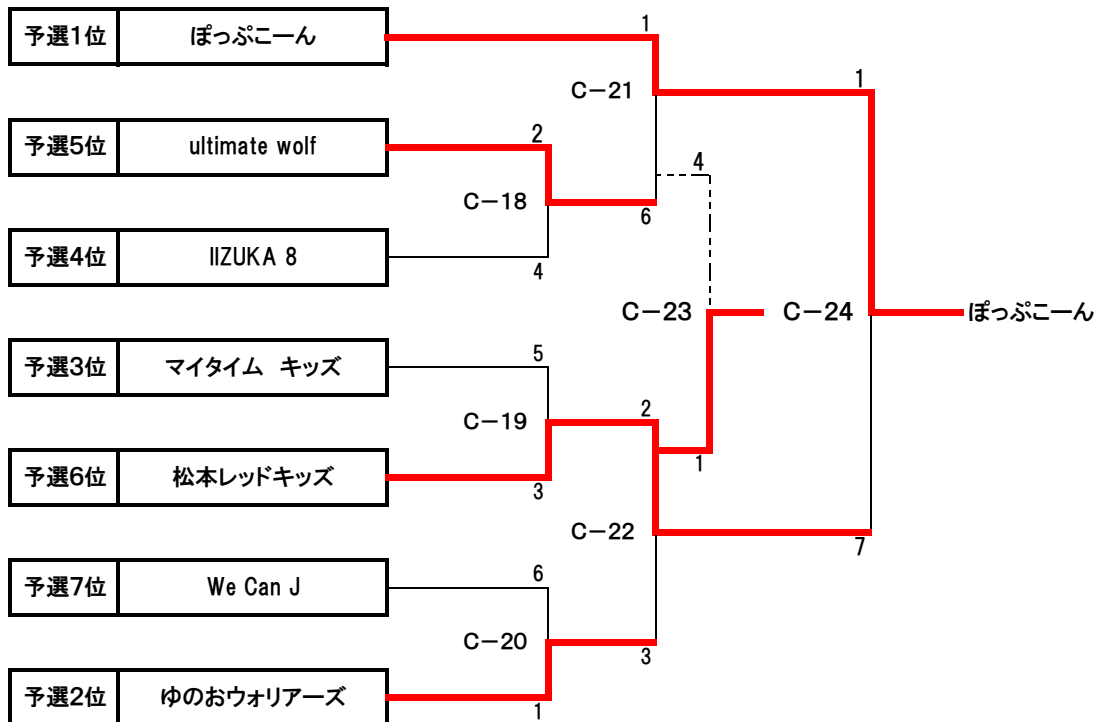 予選1位 ぽっぷこーん
1
C-21
1
予選5位 ultimate wolf
2
4
C-18
6
予選4位 IIZUKA 8
4
C-23 C-24 ぽっぷこーん
予選3位 マイタイム キッズ
5
C-19
2
1
予選6位 松本レッドキッズ
3
C-22
7
予選7位 We Can J
6
C-20
3
予選2位 ゆのおウォリアーズ
1